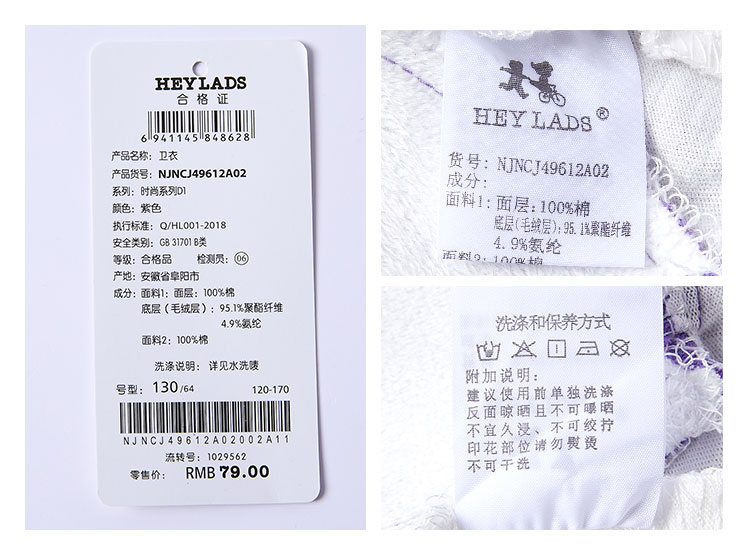 HEYLADS
合格证
6 941145 848628
产品名称: 卫衣
产品货号: NJNCJ49612A02
系列: 时尚系列D1
颜色: 紫色
执行标准: Q/HL001-2018
安全类别: GB 31701 B类
等级: 合格品 检测员: 06
产地: 安徽省阜阳市
成分: 面料1: 面层: 100%棉
底层(毛绒层): 95.1%聚酯纤维
4.9%氨纶
面料2: 100%棉
洗涤说明: 详见水洗唛
号型: 130/64 120-170
NJNCJ49612A02002A11
流转号: 1029562
零售价: RMB 79.00
HEY LADS®
货号: NJNCJ49612A02
成分:
面料1: 面层: 100%棉
底层(毛绒层): 95.1%聚酯纤维
4.9%氨纶
面料2: 100%棉
洗涤和保养方式
附加说明:
建议使用前单独洗涤
反面晾晒且不可曝晒
不宜久浸、不可绞拧
印花部位请勿熨烫
不可干洗